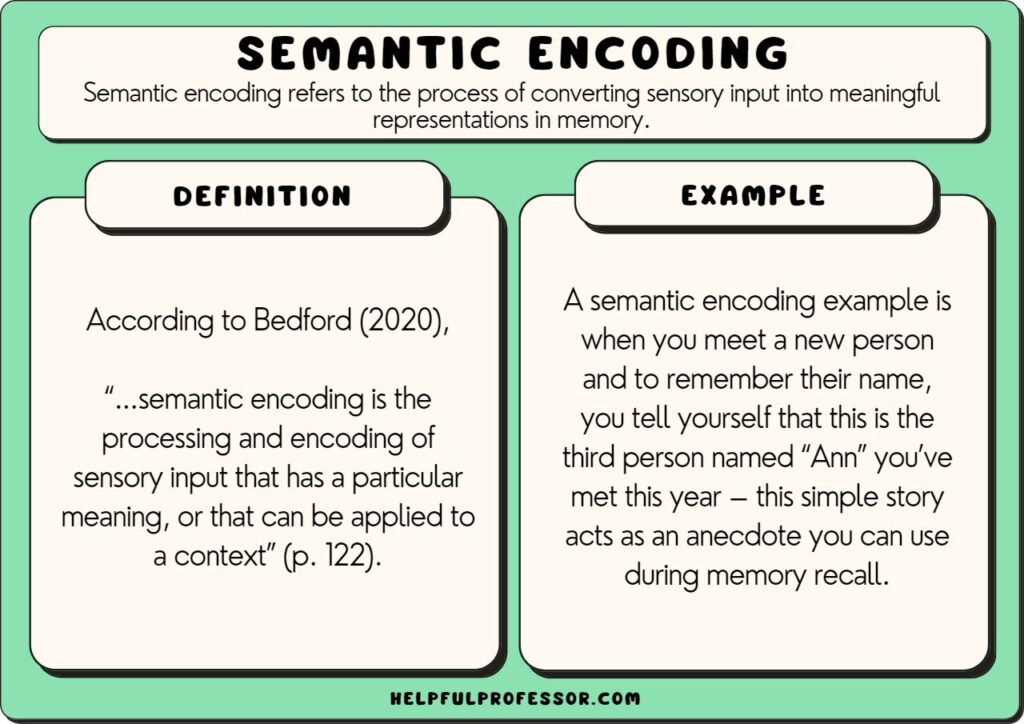 SEMANTIC ENCODING
Semantic encoding refers to the process of converting sensory input into meaningful
representations in memory.
DEFINITION
According to Bedford (2020),
“...semantic encoding is the
processing and encoding of
sensory input that has a particular
meaning, or that can be applied to
a context” (p. 122).
EXAMPLE
A semantic encoding example is
when you meet a new person
and to remember their name,
you tell yourself that this is the
third person named “Ann” you’ve
met this year – this simple story
acts as an anecdote you can use
during memory recall.
HELPFULPROFESSOR.COM